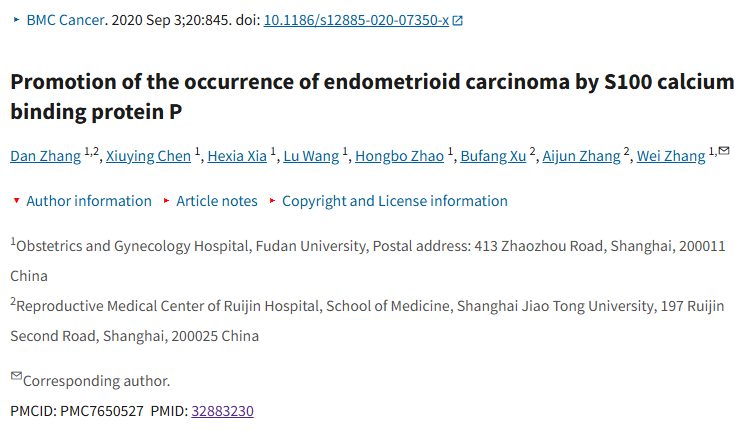 BMC Cancer. 2020 Sep 3;20:845. doi: 10.1186/s12885-020-07350-x
Promotion of the occurrence of endometrioid carcinoma by S100 calcium
binding protein P
Dan Zhang 1,2, Xiuying Chen 1, Hexia Xia 1, Lu Wang 1, Hongbo Zhao 1, Bufang Xu 2, Aijun Zhang 2, Wei Zhang 1,✉
Author information Article notes Copyright and License information
1Obstetrics and Gynecology Hospital, Fudan University, Postal address: 413 Zhaozhou Road, Shanghai, 200011
China
2Reproductive Medical Center of Ruijin Hospital, School of Medicine, Shanghai Jiao Tong University, 197 Ruijin
Second Road, Shanghai, 200025 China
✉Corresponding author.
PMCID: PMC7650527 PMID: 32883230